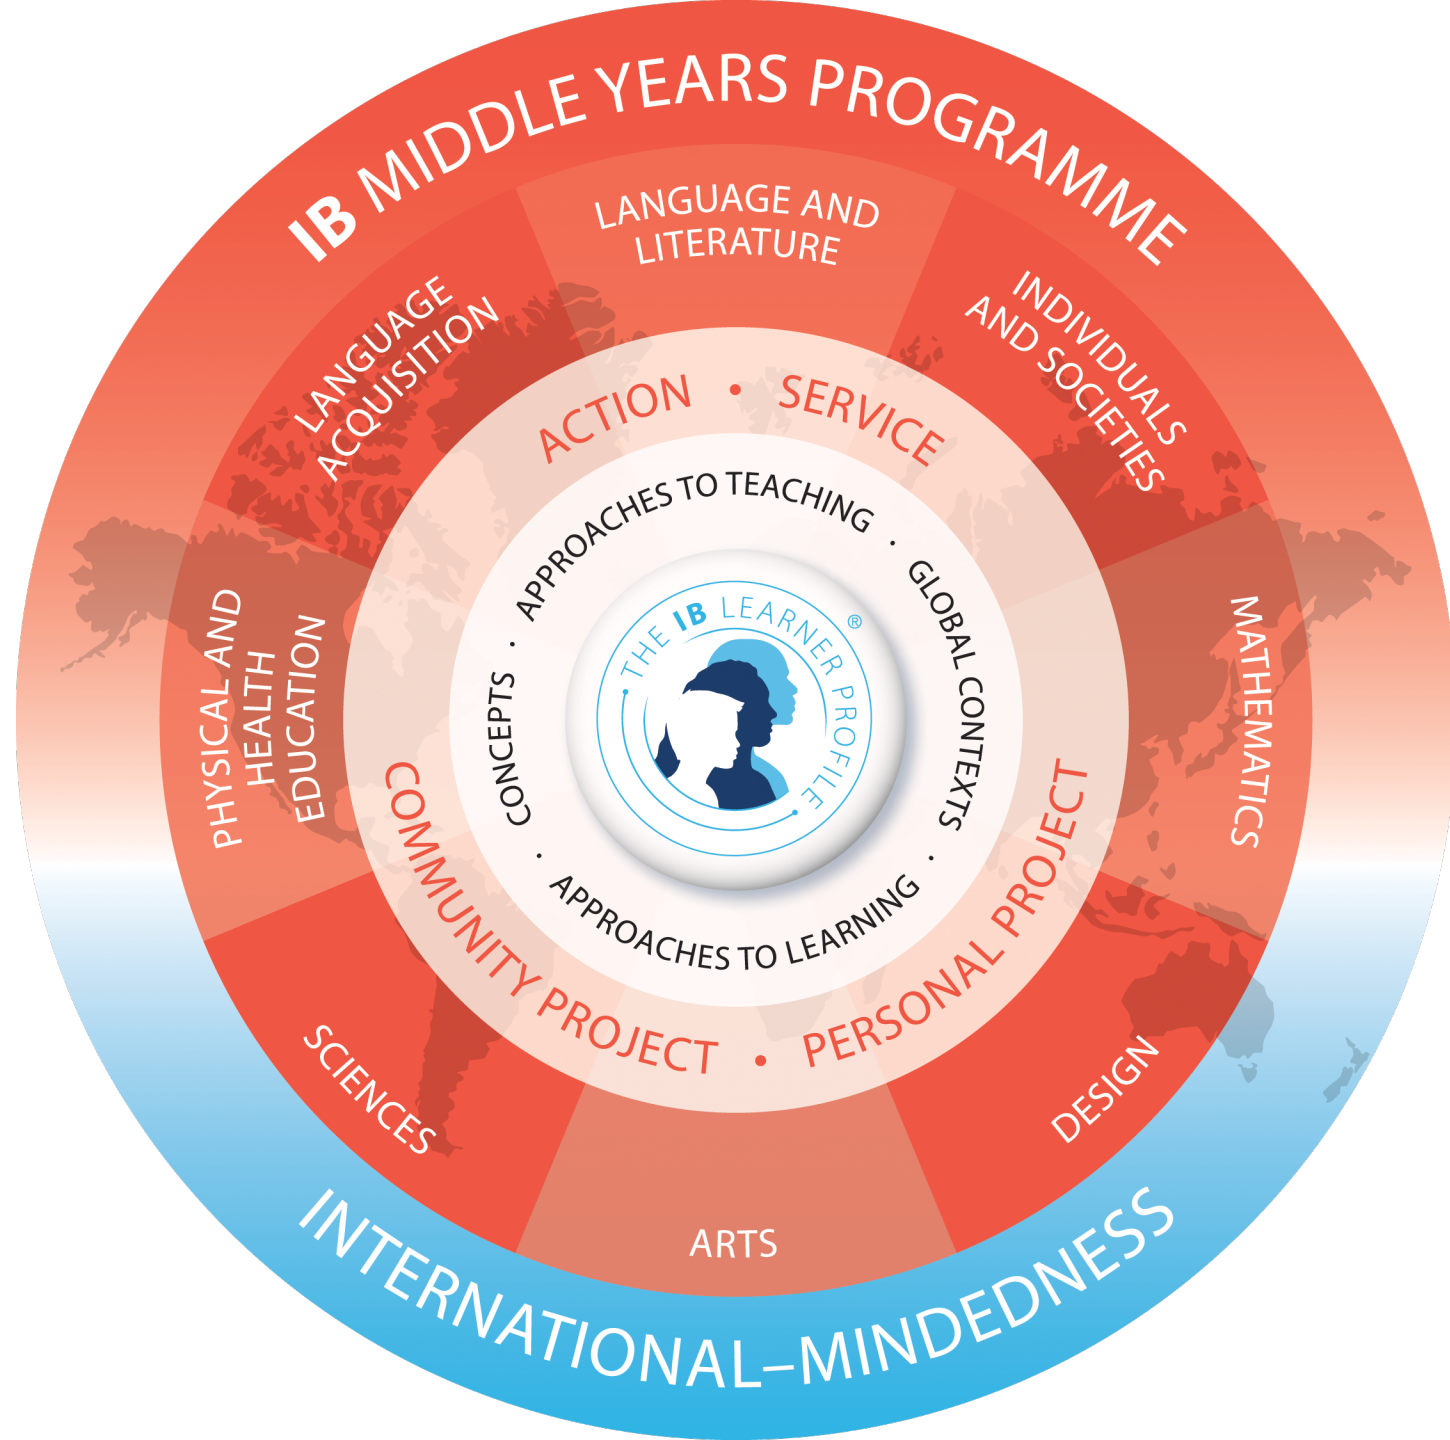 IB MIDDLE YEARS PROGRAMME
LANGUAGE AND
LITERATURE
LANGUAGE
ACQUISITION
INDIVIDUALS
AND SOCIETIES
PHYSICAL AND
HEALTH
EDUCATION
MATHEMATICS
SCIENCES
DESIGN
ARTS
ACTION • SERVICE
COMMUNITY PROJECT • PERSONAL PROJECT
APPROACHES TO TEACHING · GLOBAL CONTEXTS · APPROACHES TO LEARNING · CONCEPTS ·
THE IB LEARNER PROFILE ®
INTERNATIONAL–MINDEDNESS